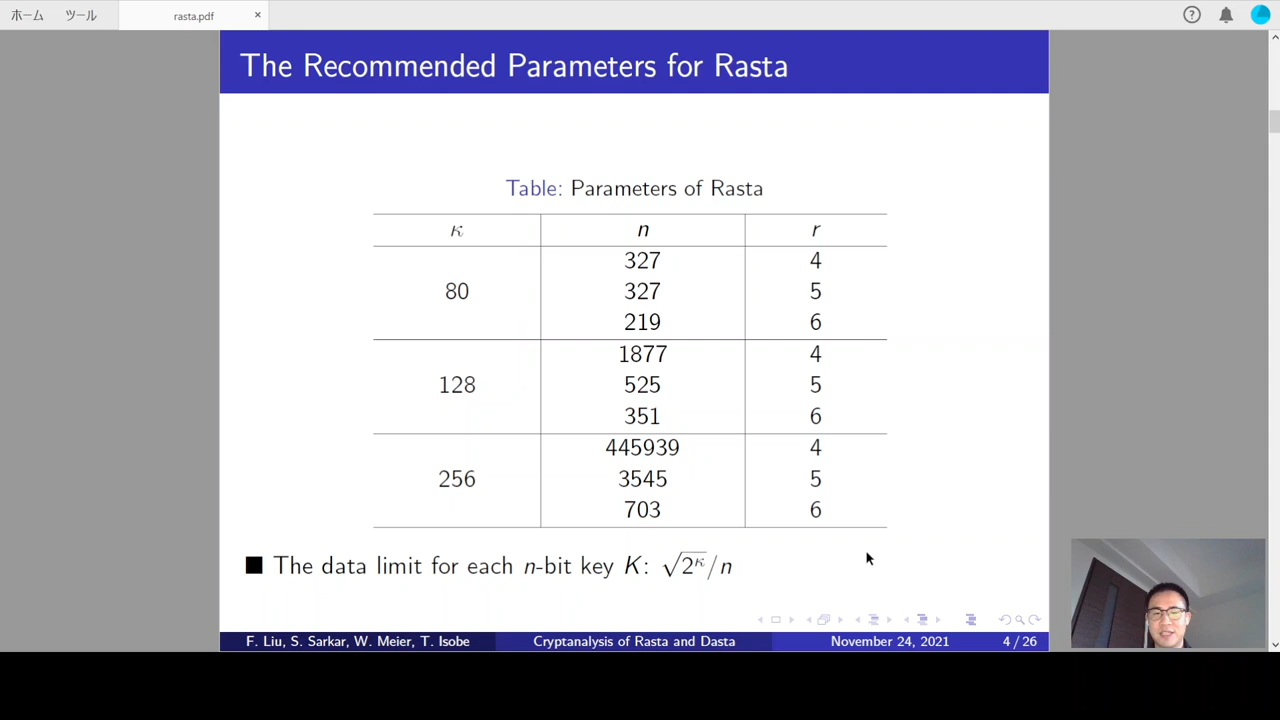 ホーム ツール rasta.pdf ×
The Recommended Parameters for Rasta
Table: Parameters of Rasta
κ n r
327 4
80 327 5
219 6
1877 4
128 525 5
351 6
445939 4
256 3545 5
703 6
■ The data limit for each n-bit key K: √2^κ/n
F. Liu, S. Sarkar, W. Meier, T. Isobe Cryptanalysis of Rasta and Dasta November 24, 2021 4 / 26